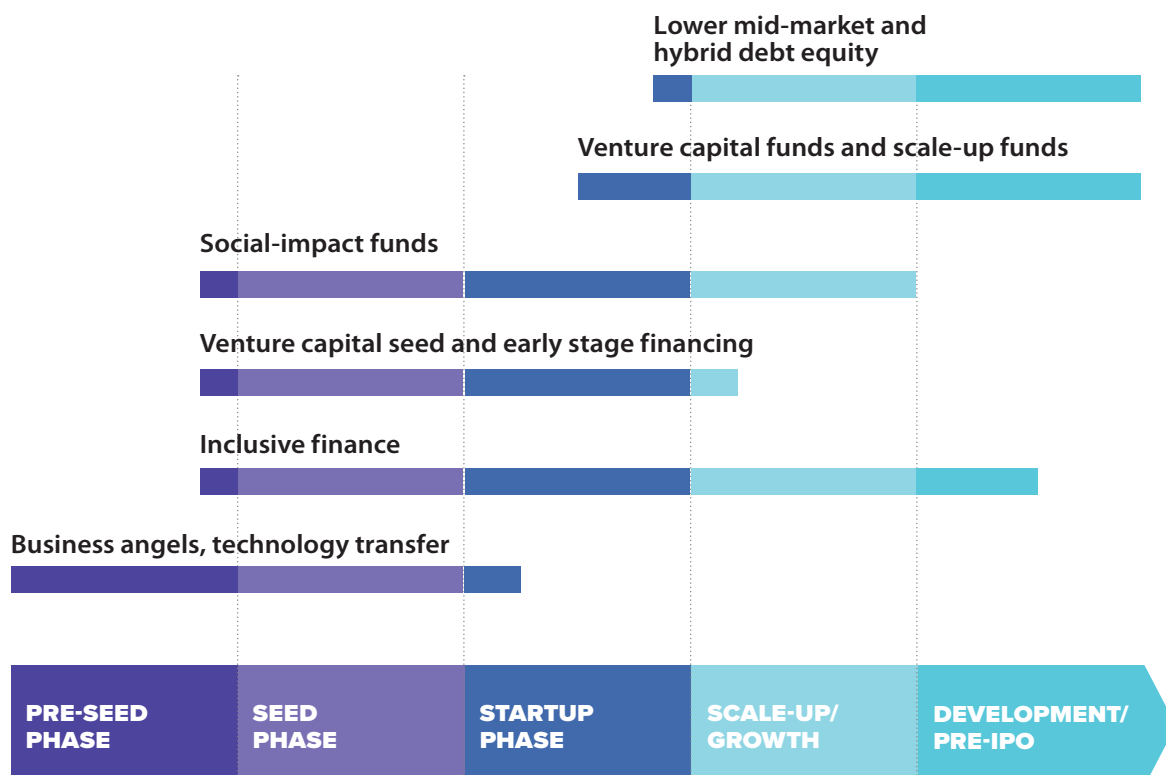 Lower mid-market and
hybrid debt equity
Venture capital funds and scale-up funds
Social-impact funds
Venture capital seed and early stage financing
Inclusive finance
Business angels, technology transfer
PRE-SEED
PHASE
SEED
PHASE
STARTUP
PHASE
SCALE-UP/
GROWTH
DEVELOPMENT/
PRE-IPO